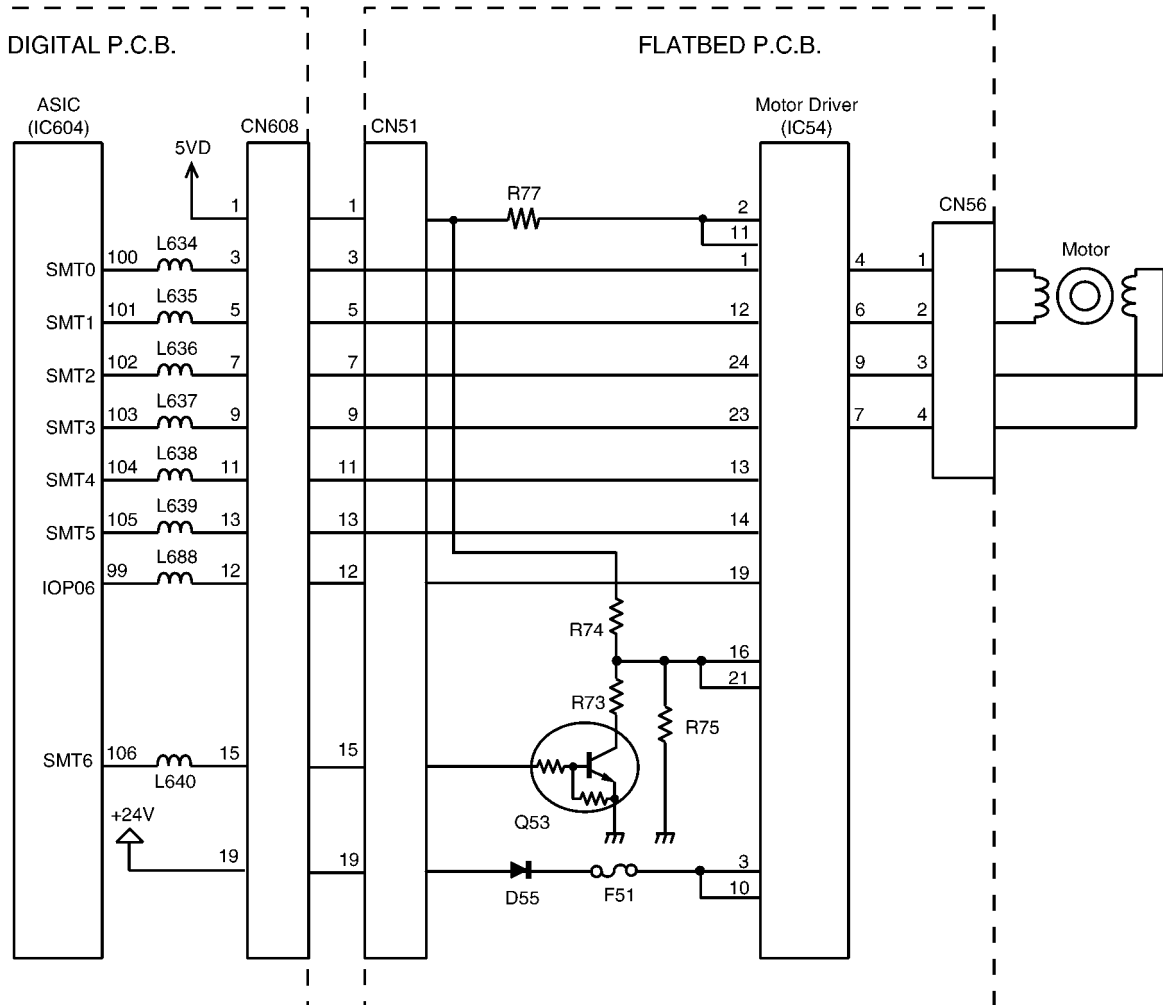 DIGITAL P.C.B. FLATBED P.C.B.
ASIC Motor Driver
(IC604) CN608 CN51 (IC54)
5VD
1 1 R77 2 CN56
11
L634 Motor
SMT0 100 3 3 1 4 1
L635
SMT1 101 5 5 12 6 2
L636
SMT2 102 7 7 24 9 3
L637
SMT3 103 9 9 23 7 4
L638
SMT4 104 11 11 13
L639
SMT5 105 13 13 14
L688
IOP06 99 12 12 19
R74
16
21
R73 R75
SMT6 106 15 15
L640
+24V Q53
19 19 3
10
D55 F51